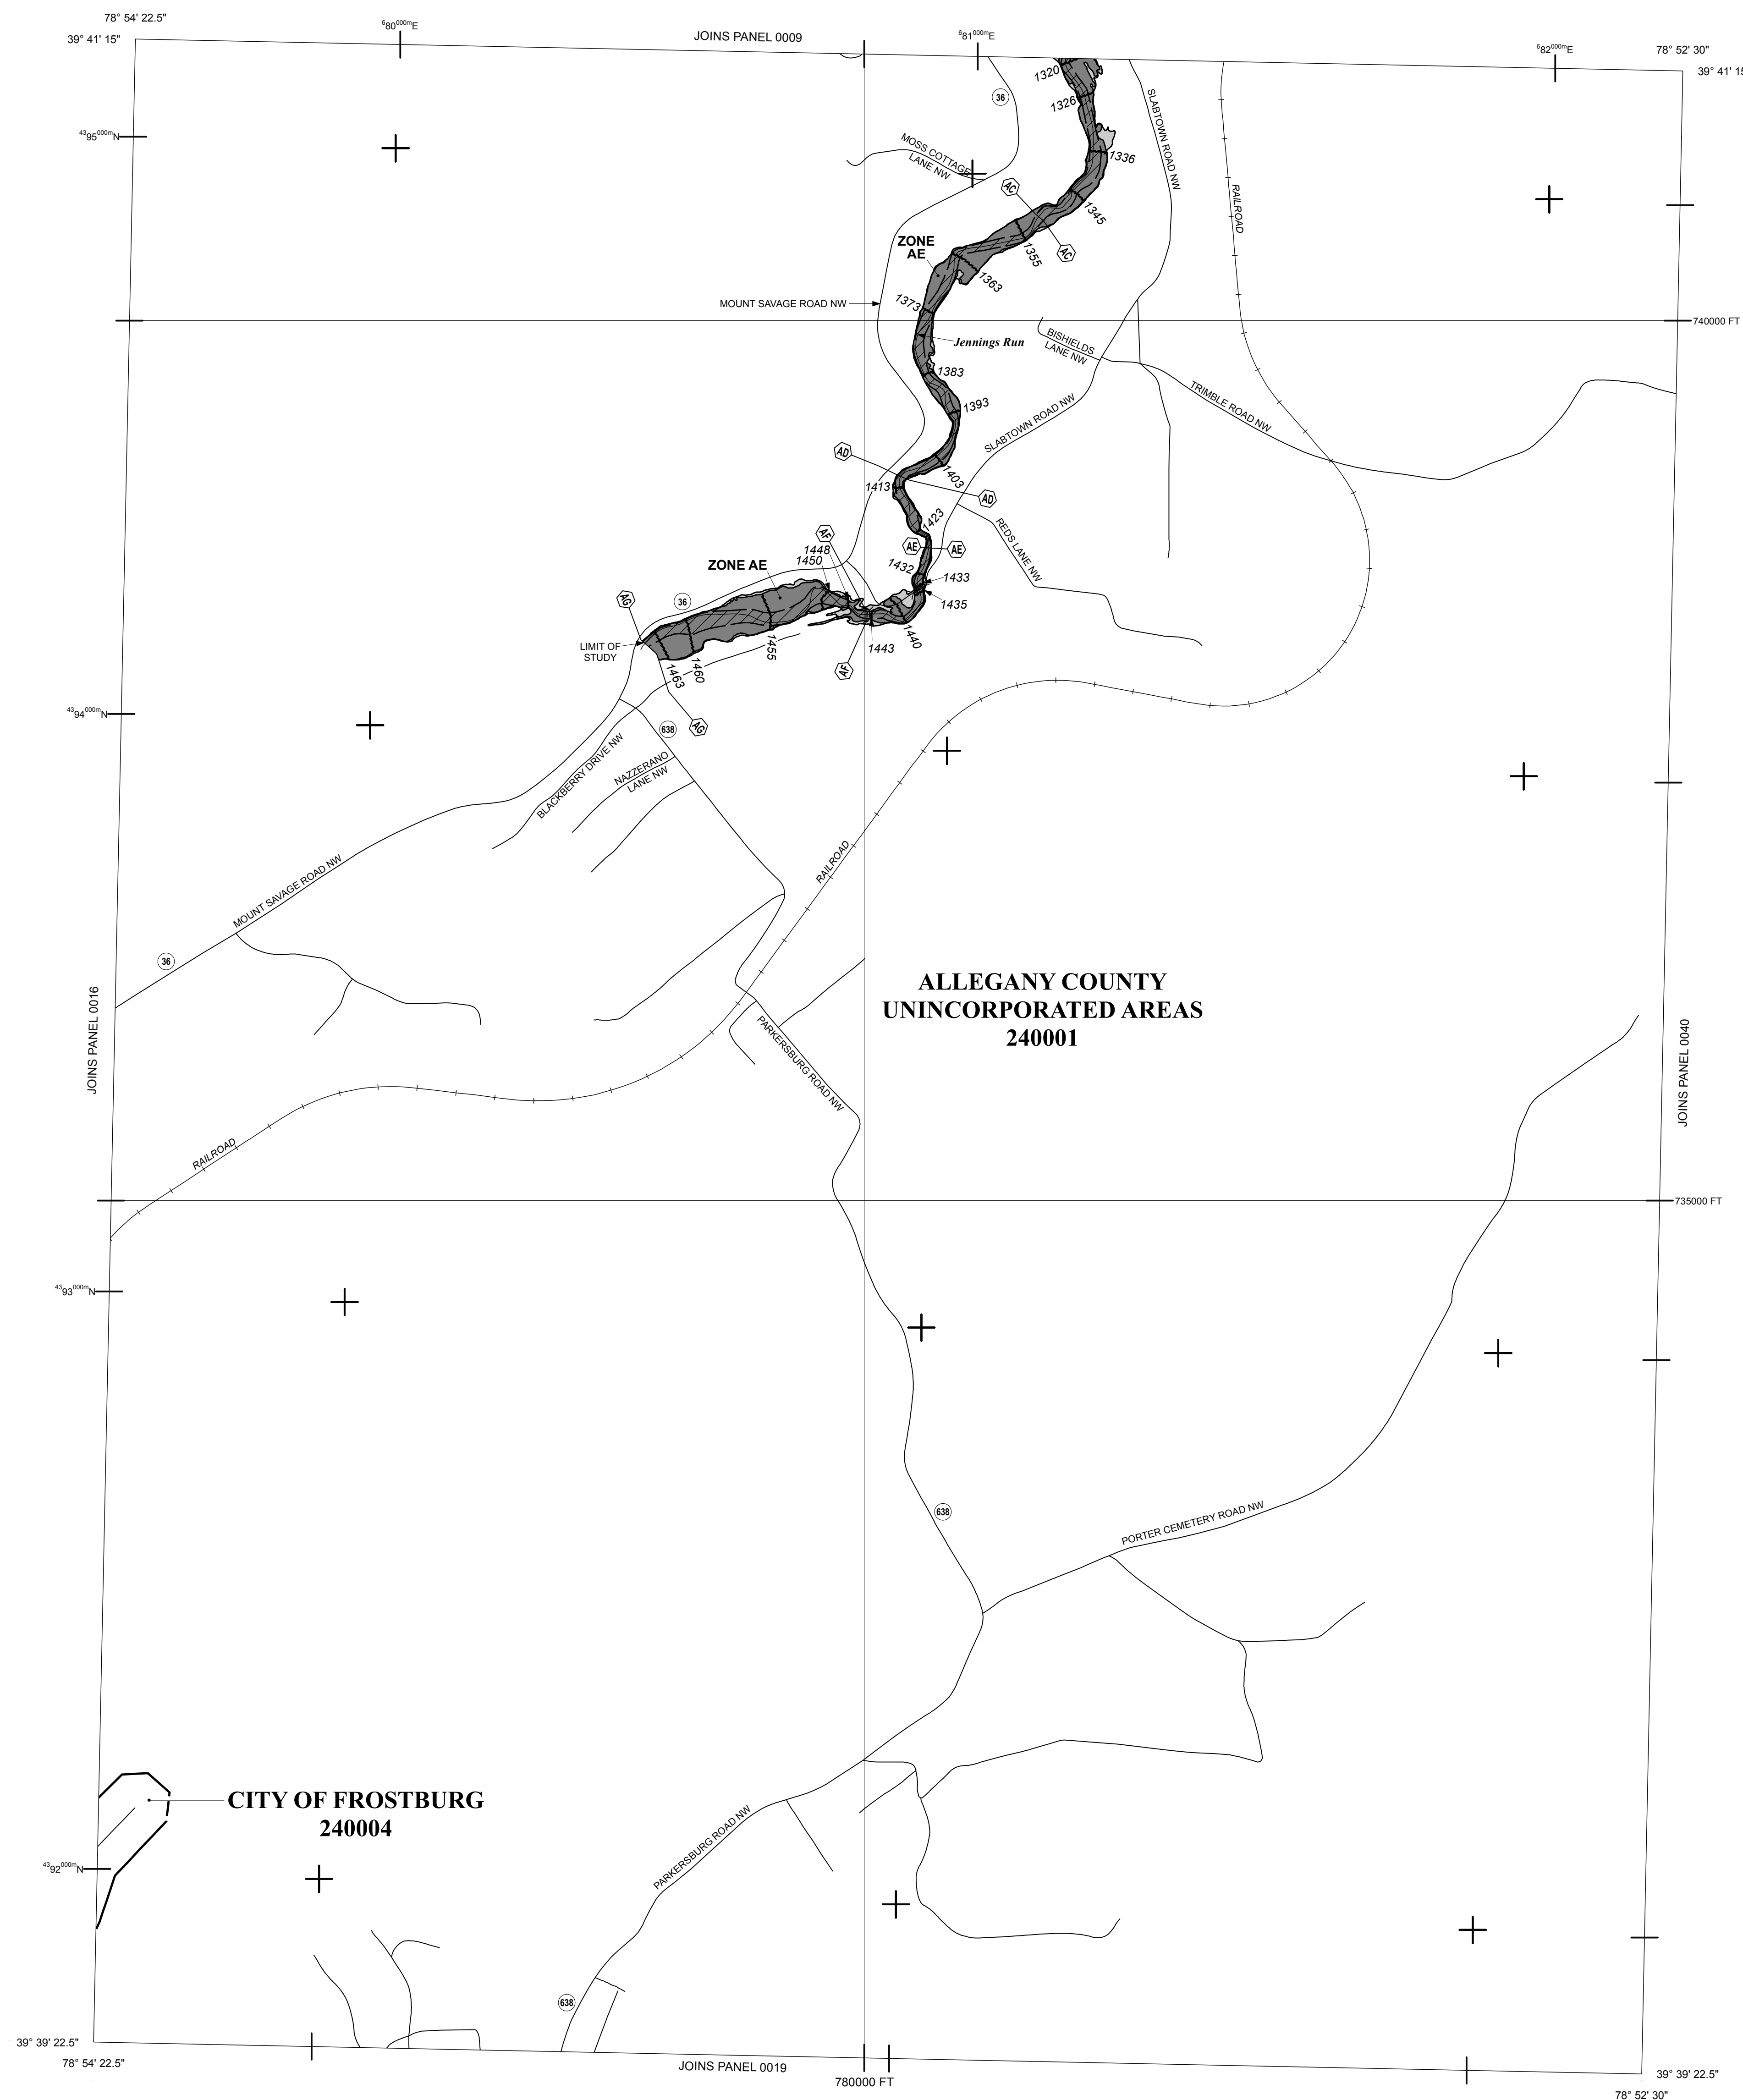 78° 54' 22.5"
39° 41' 15"
680000mE
JOINS PANEL 0009
681000mE
682000mE
78° 52' 30"
39° 41' 15
1320
36
1326
SLABTOWN ROAD NW
4395000mN
MOSS COTTAGE
LANE NW
1336
RAILROAD
AC
1345
ZONE
AE
1355
AC
1363
MOUNT SAVAGE ROAD NW
1373
740000 FT
Jennings Run
BISHIELDS
LANE NW
1383
TRIMBLE ROAD NW
1393
SLABTOWN ROAD NW
AD
1403
1413
AD
1423
REDS LANE NW
AF
1448
1450
AE
AE
ZONE AE
1432
1433
AG
36
1435
LIMIT OF
STUDY
1455
1440
1443
1460
1463
AF
4394000mN
AG
638
BLACKBERRY DRIVE NW
NAZZERANO
LANE NW
RAILROAD
MOUNT SAVAGE ROAD NW
36
JOINS PANEL 0016
ALLEGANY COUNTY
UNINCORPORATED AREAS
240001
PARKERSBURG ROAD NW
JOINS PANEL 0040
RAILROAD
735000 FT
4393000mN
638
PORTER CEMETERY ROAD NW
CITY OF FROSTBURG
240004
PARKERSBURG ROAD NW
4392000mN
638
39° 39' 22.5"
78° 54' 22.5"
JOINS PANEL 0019
780000 FT
39° 39' 22.5"
78° 52' 30"